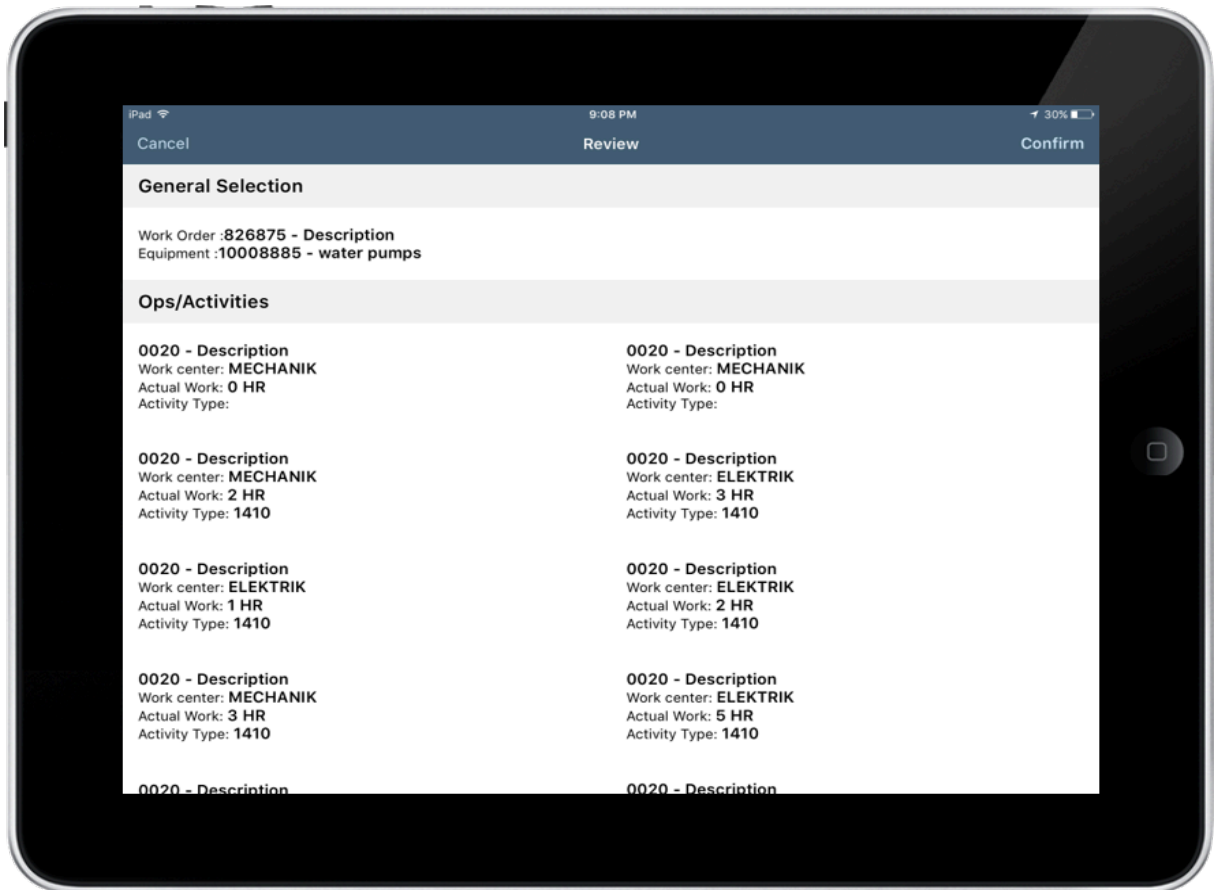 iPad 9:08 PM 30%
Cancel Review Confirm
General Selection
Work Order :826875 - Description
Equipment :10008885 - water pumps
Ops/Activities
0020 - Description 0020 - Description
Work center: MECHANIK Work center: MECHANIK
Actual Work: 0 HR Actual Work: 0 HR
Activity Type: Activity Type:
0020 - Description 0020 - Description
Work center: MECHANIK Work center: ELEKTRIK
Actual Work: 2 HR Actual Work: 3 HR
Activity Type: 1410 Activity Type: 1410
0020 - Description 0020 - Description
Work center: ELEKTRIK Work center: ELEKTRIK
Actual Work: 1 HR Actual Work: 2 HR
Activity Type: 1410 Activity Type: 1410
0020 - Description 0020 - Description
Work center: MECHANIK Work center: ELEKTRIK
Actual Work: 3 HR Actual Work: 5 HR
Activity Type: 1410 Activity Type: 1410
0020 - Description 0020 - Description